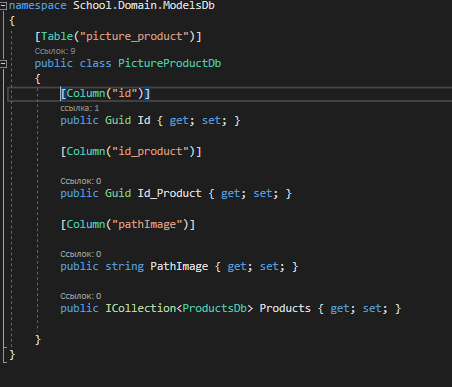 namespace School.Domain.ModelsDb
{
[Table("picture_product")]
Ссылок: 9
public class PictureProductDb
{
[Column("id")]
ссылка: 1
public Guid Id { get; set; }
[Column("id_product")]
Ссылок: 0
public Guid Id_Product { get; set; }
[Column("pathImage")]
Ссылок: 0
public string PathImage { get; set; }
Ссылок: 0
public ICollection<ProductsDb> Products { get; set; }
}
}